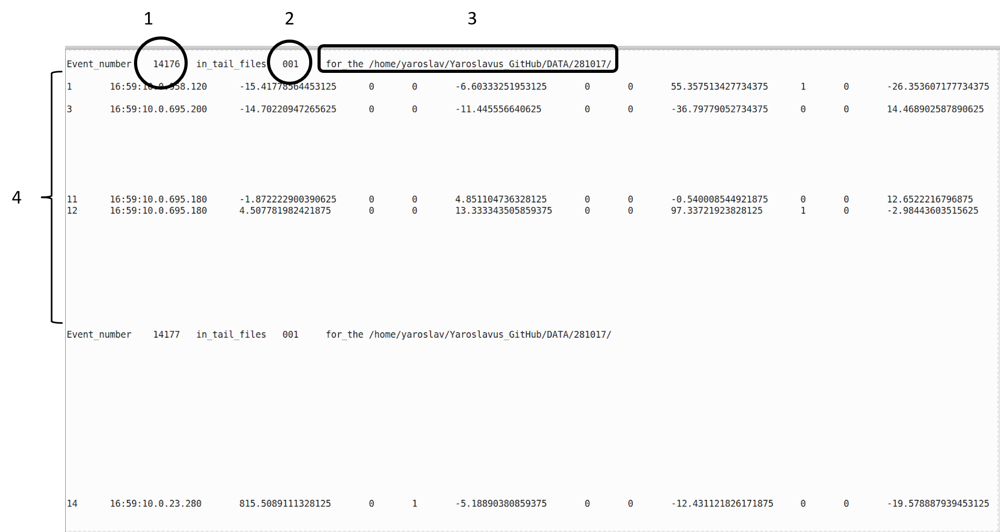 1 2 3
Event_number 14176 in_tail_files 001 for_the /home/yaroslav/Yaroslavus_GitHub/DATA/281017/
1 16:59:10.0.958.120 -15.41778564453125 0 0 -6.60333251953125 0 0 55.357513427734375 1 0 -26.353607177734375
3 16:59:10.0.695.200 -14.70220947265625 0 0 -11.445556640625 0 0 -36.79779052734375 0 0 14.468902587890625
4
11 16:59:10.0.695.180 -1.872222900390625 0 0 4.851104736328125 0 0 -0.540008544921875 0 0 12.6522216796875
12 16:59:10.0.695.180 4.507781982421875 0 0 13.333343505859375 0 0 97.33721923828125 1 0 -2.98443603515625
Event_number 14177 in_tail_files 001 for_the /home/yaroslav/Yaroslavus_GitHub/DATA/281017/
14 16:59:10.0.23.280 815.5089111328125 0 1 -5.18890380859375 0 0 -12.431121826171875 0 0 -19.578887939453125